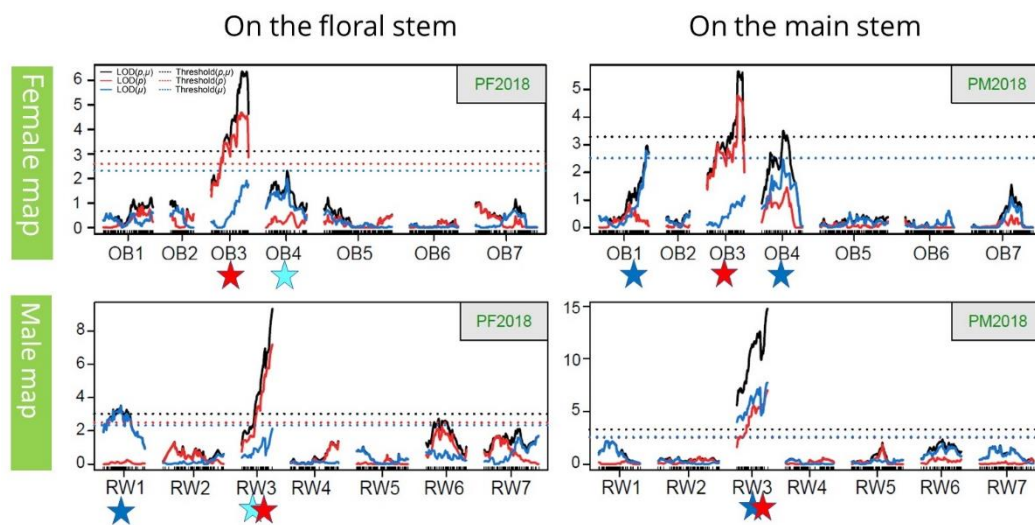 On the floral stem
On the main stem
Female map
6
5
4
3
2
1
0
LOD(p,μ)
LOD(p)
LOD(μ)
Threshold(p,μ)
Threshold(p)
Threshold(μ)
PF2018
OB1
OB2
OB3
OB4
OB5
OB6
OB7
5
4
3
2
1
0
PM2018
OB1
OB2
OB3
OB4
OB5
OB6
OB7
Male map
8
6
4
2
0
PF2018
RW1
RW2
RW3
RW4
RW5
RW6
RW7
15
10
5
0
PM2018
RW1
RW2
RW3
RW4
RW5
RW6
RW7